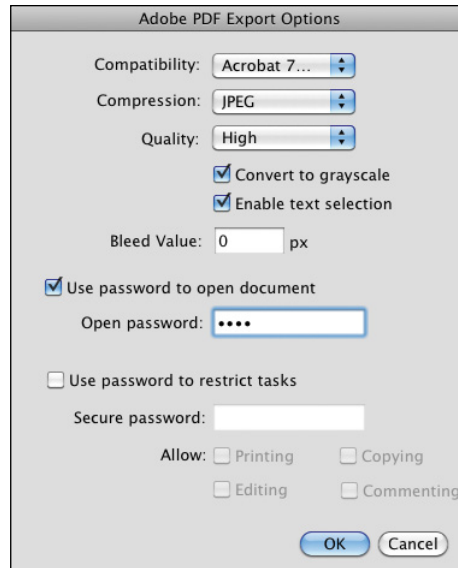 Adobe PDF Export Options
Compatibility: Acrobat 7...
Compression: JPEG
Quality: High
Convert to grayscale
Enable text selection
Bleed Value: 0 px
Use password to open document
Open password: ••••
Use password to restrict tasks
Secure password:
Allow: Printing Copying
Editing Commenting
OK Cancel